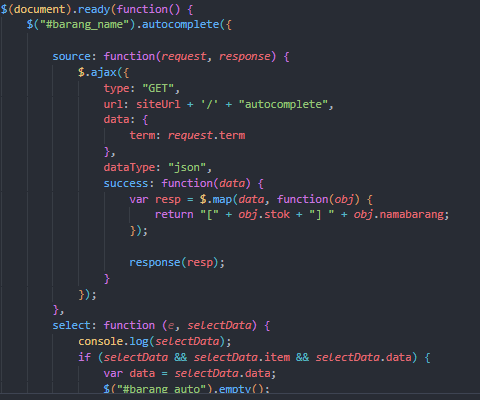 $(document).ready(function() {
$("#barang_name").autocomplete({
source: function(request, response) {
$.ajax({
type: "GET",
url: siteUrl + '/' + "autocomplete",
data: {
term: request.term
},
dataType: "json",
success: function(data) {
var resp = $.map(data, function(obj) {
return "[" + obj.stok + "] " + obj.namabarang;
});
response(resp);
}
});
},
select: function (e, selectData) {
console.log(selectData);
if (selectData && selectData.item && selectData.data) {
var data = selectData.data;
$("#barang_auto").empty();